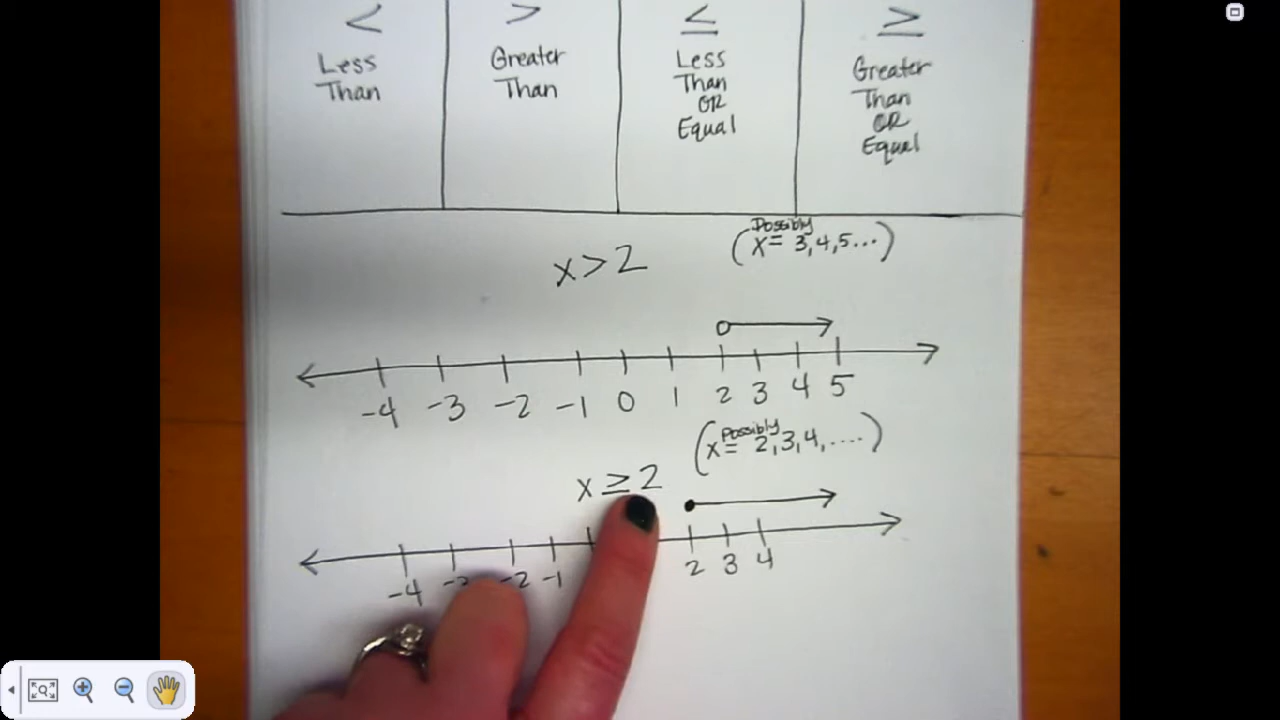 < > ≤ ≥
Less
Than
Greater
Than
Less
Than
OR
Equal
Greater
Than
OR
Equal
x>2
(Possibly
x= 3,4,5...)
-4 -3 -2 -1 0 1 2 3 4 5
(Possibly
x= 2,3,4,....)
x≥2
-4 -2 -1 2 3 4